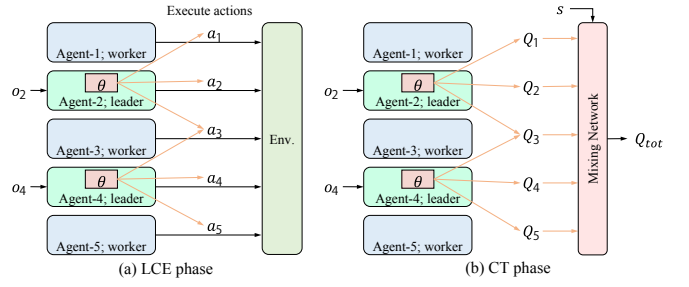 Execute actions
Agent-1; worker
a1
o2
θ
Agent-2; leader
a2
Agent-3; worker
a3
Env.
o4
θ
Agent-4; leader
a4
Agent-5; worker
a5
(a) LCE phase
s
Agent-1; worker
Q1
o2
θ
Agent-2; leader
Q2
Agent-3; worker
Q3
Mixing Network
Qtot
o4
θ
Agent-4; leader
Q4
Agent-5; worker
Q5
(b) CT phase